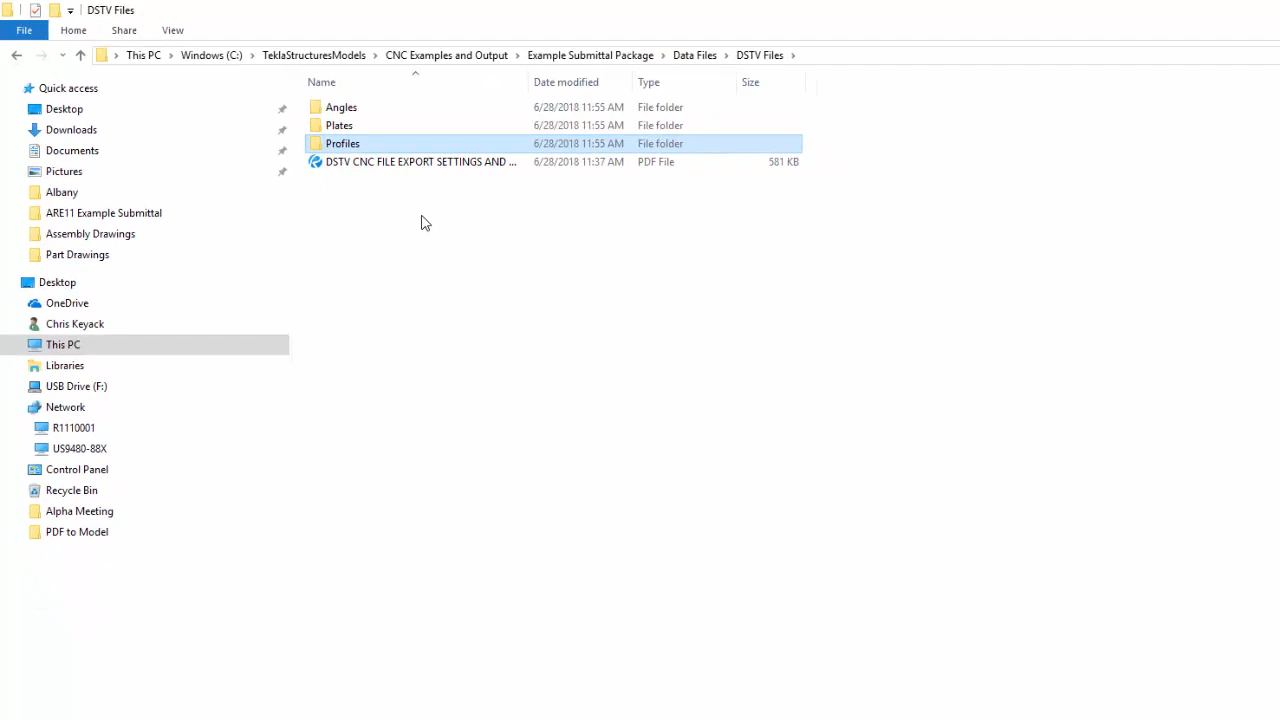 DSTV Files
File Home Share View
This PC Windows (C:) TeklaStructuresModels CNC Examples and Output Example Submittal Package Data Files DSTV Files
Name Date modified Type Size
Quick access
Desktop
Downloads
Documents
Pictures
Albany
ARE11 Example Submittal
Assembly Drawings
Part Drawings
Desktop
OneDrive
Chris Keyack
This PC
Libraries
USB Drive (F:)
Network
R1110001
US9480-88X
Control Panel
Recycle Bin
Alpha Meeting
PDF to Model
Angles 6/28/2018 11:55 AM File folder
Plates 6/28/2018 11:55 AM File folder
Profiles 6/28/2018 11:55 AM File folder
DSTV CNC FILE EXPORT SETTINGS AND ... 6/28/2018 11:37 AM PDF File 581 KB